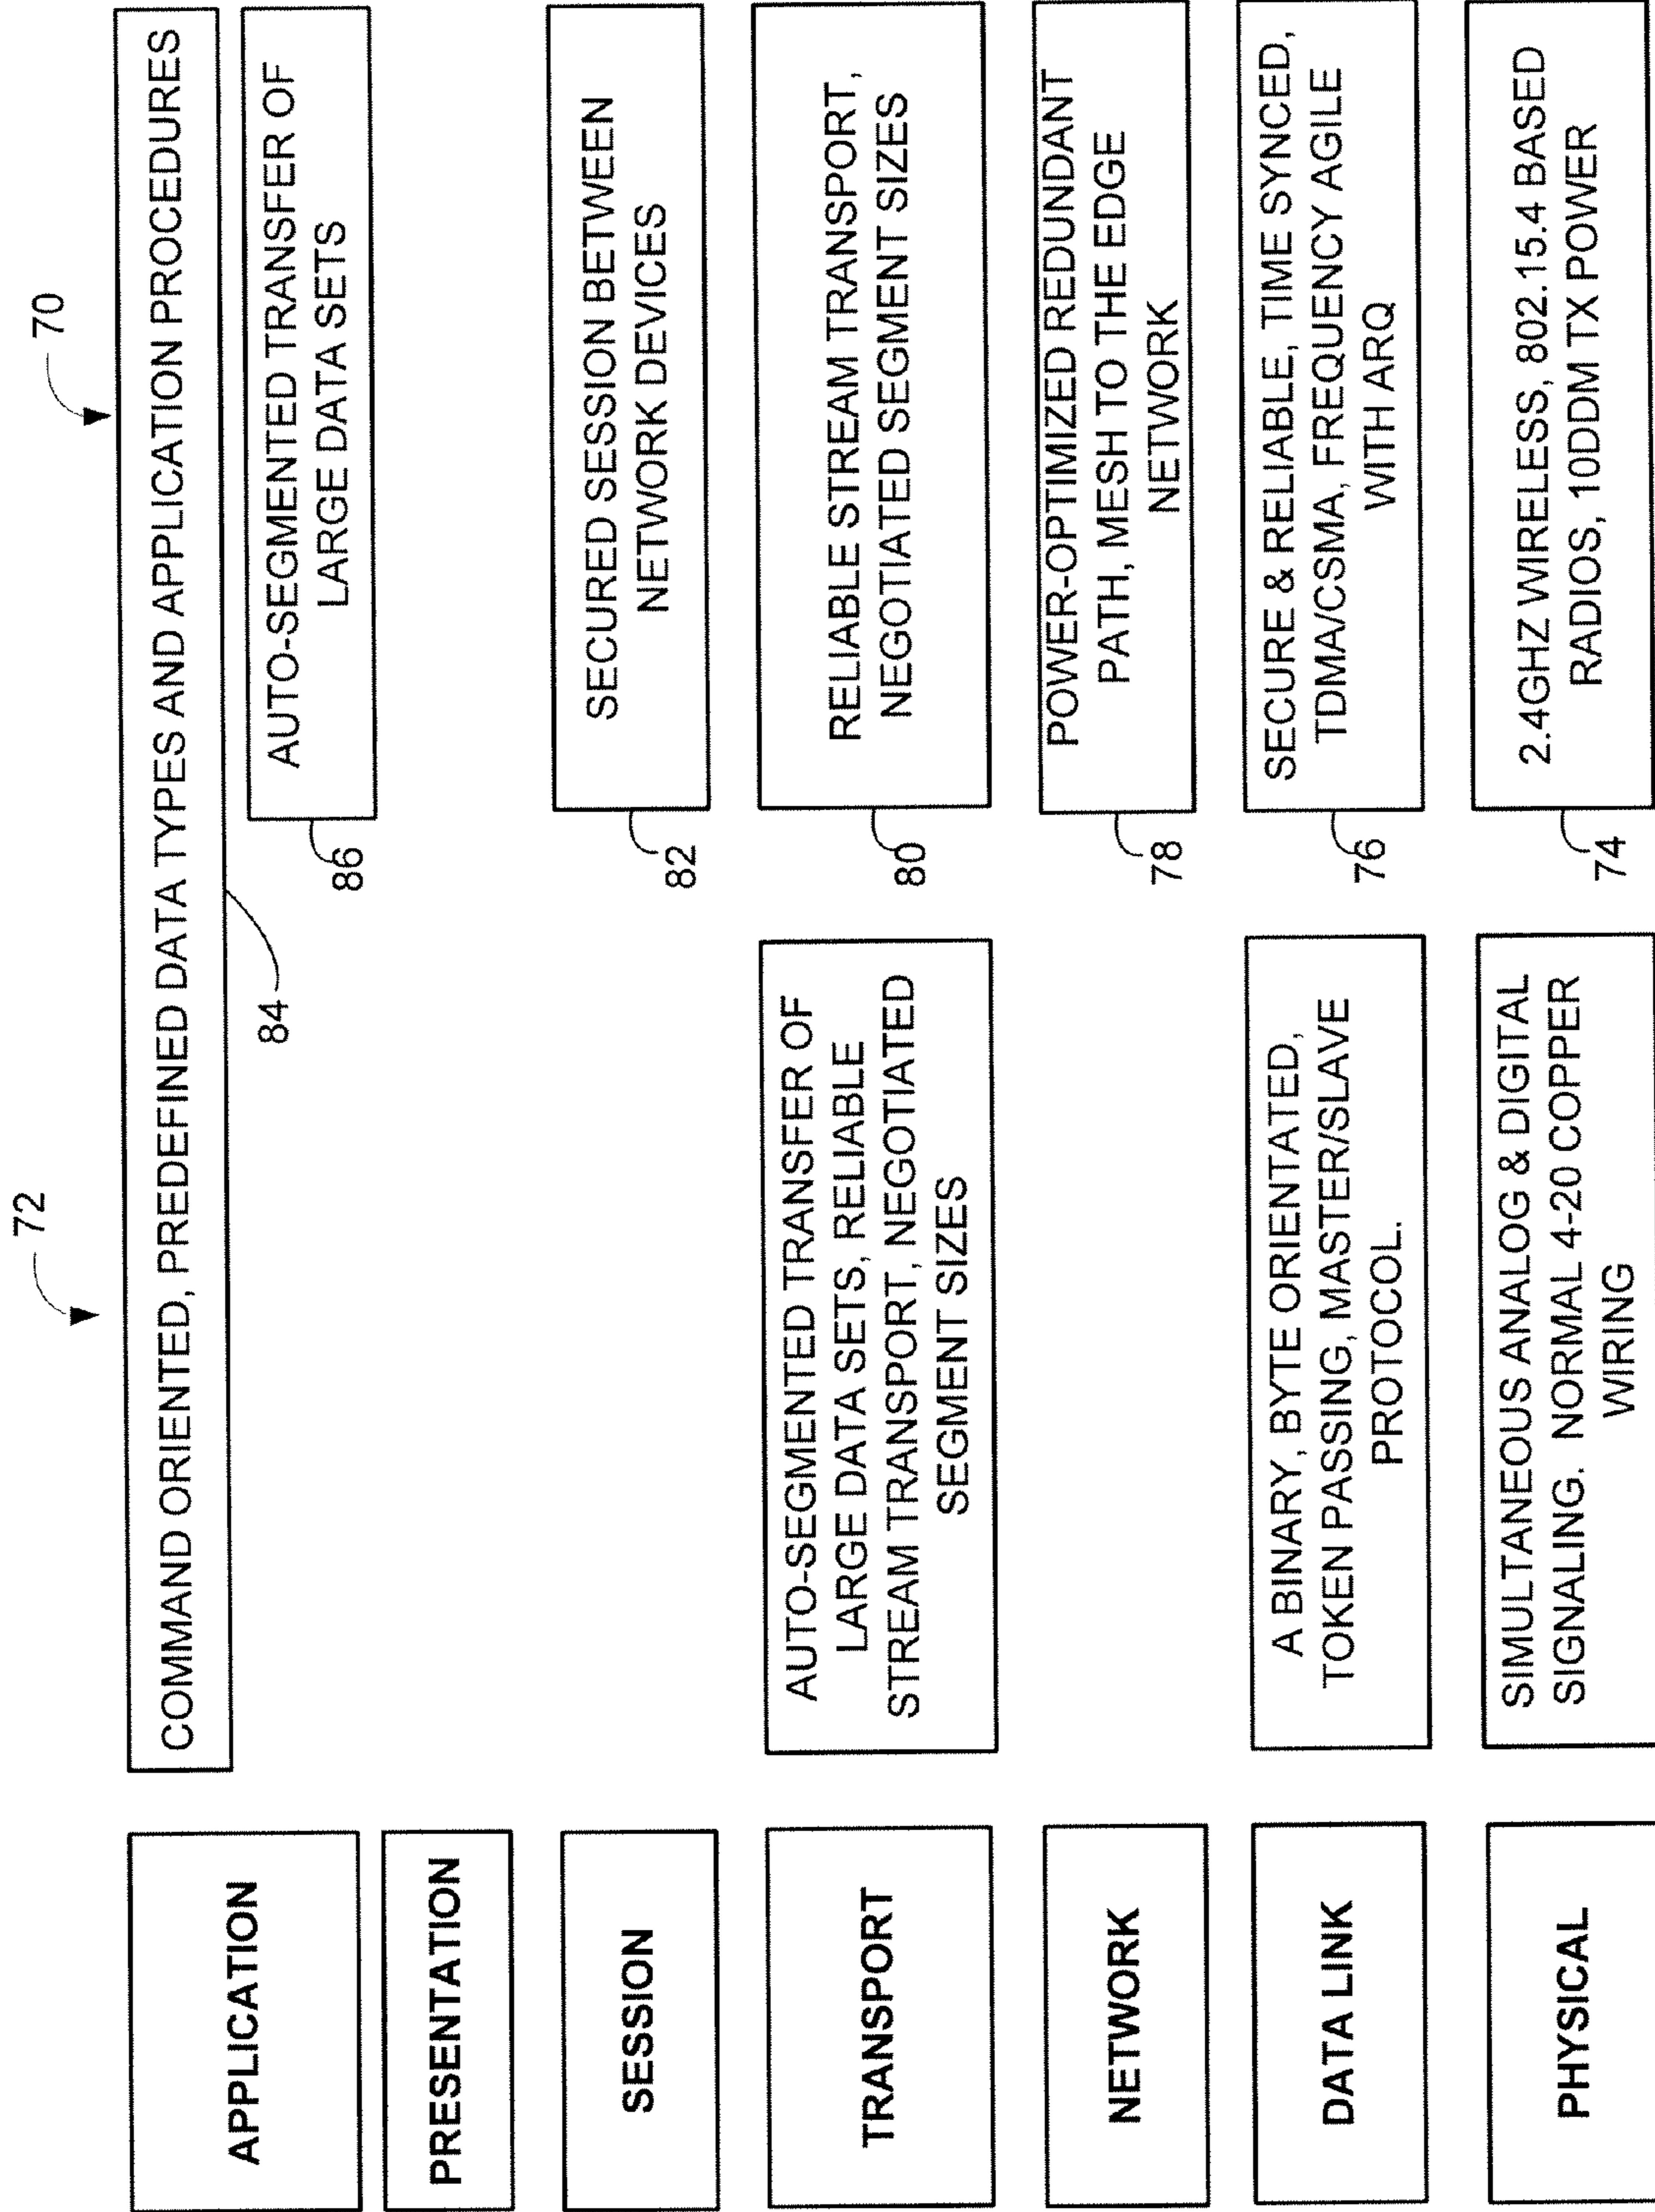 72
70
APPLICATION
COMMAND ORIENTED, PREDEFINED DATA TYPES AND APPLICATION PROCEDURES
84
AUTO-SEGMENTED TRANSFER OF
LARGE DATA SETS
86
PRESENTATION
SESSION
SECURED SESSION BETWEEN
NETWORK DEVICES
82
TRANSPORT
AUTO-SEGMENTED TRANSFER OF
LARGE DATA SETS, RELIABLE
STREAM TRANSPORT, NEGOTIATED
SEGMENT SIZES
RELIABLE STREAM TRANSPORT,
NEGOTIATED SEGMENT SIZES
80
NETWORK
POWER-OPTIMIZED REDUNDANT
PATH, MESH TO THE EDGE
NETWORK
78
DATA LINK
A BINARY, BYTE ORIENTATED,
TOKEN PASSING, MASTER/SLAVE
PROTOCOL.
SECURE & RELIABLE, TIME SYNCED,
TDMA/CSMA, FREQUENCY AGILE
WITH ARQ
76
PHYSICAL
SIMULTANEOUS ANALOG & DIGITAL
SIGNALING. NORMAL 4-20 COPPER
WIRING
2.4GHZ WIRELESS, 802.15.4 BASED
RADIOS, 10DDM TX POWER
74